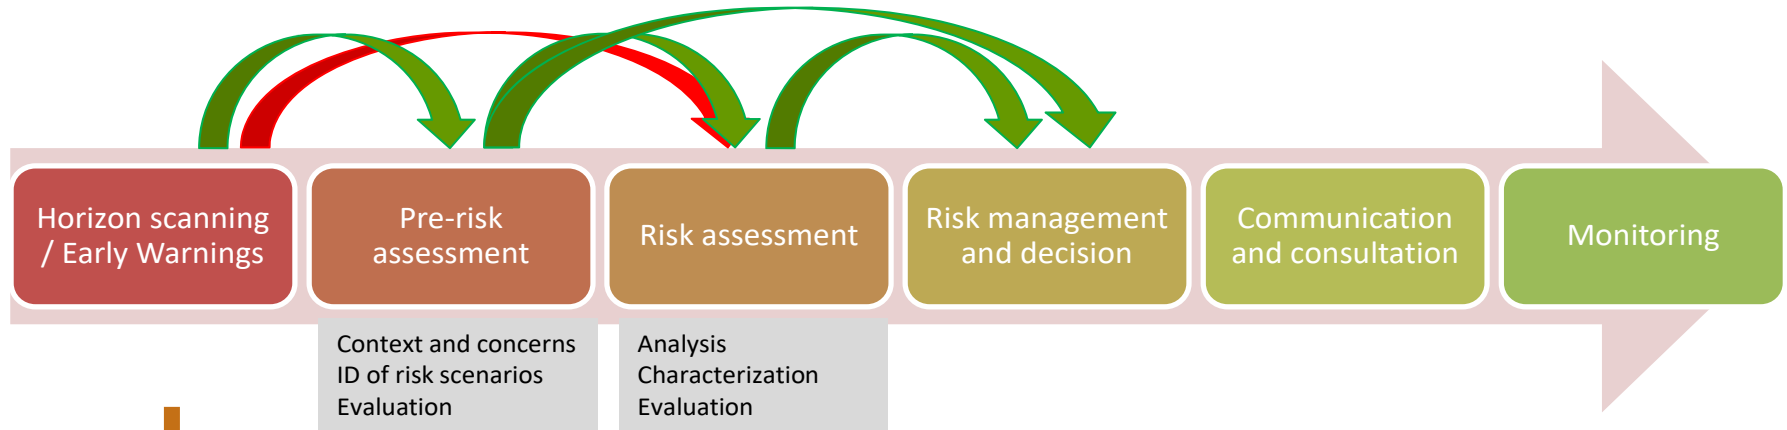 Horizon scanning
/ Early Warnings
Pre-risk
assessment
Risk assessment
Risk management
and decision
Communication
and consultation
Monitoring
Context and concerns
ID of risk scenarios
Evaluation
Analysis
Characterization
Evaluation